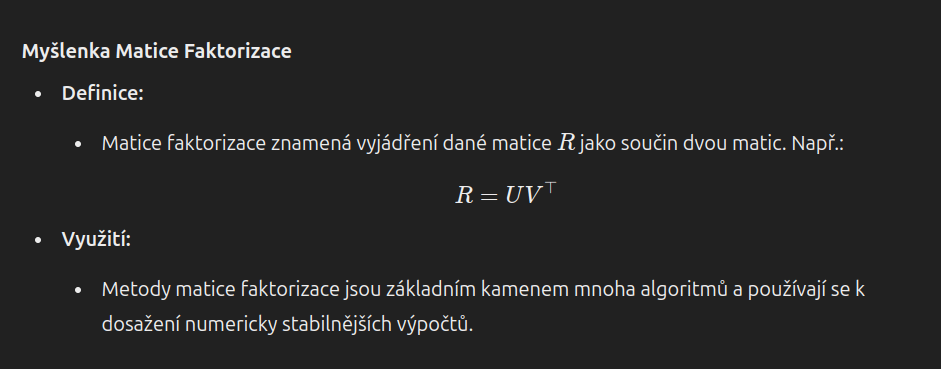 Myšlenka Matice Faktorizace
• Definice:
• Matice faktorizace znamená vyjádření dané matice R jako součin dvou matic. Např.:
R = UV⊤
• Využití:
• Metody matice faktorizace jsou základním kamenem mnoha algoritmů a používají se k
dosažení numericky stabilnějších výpočtů.